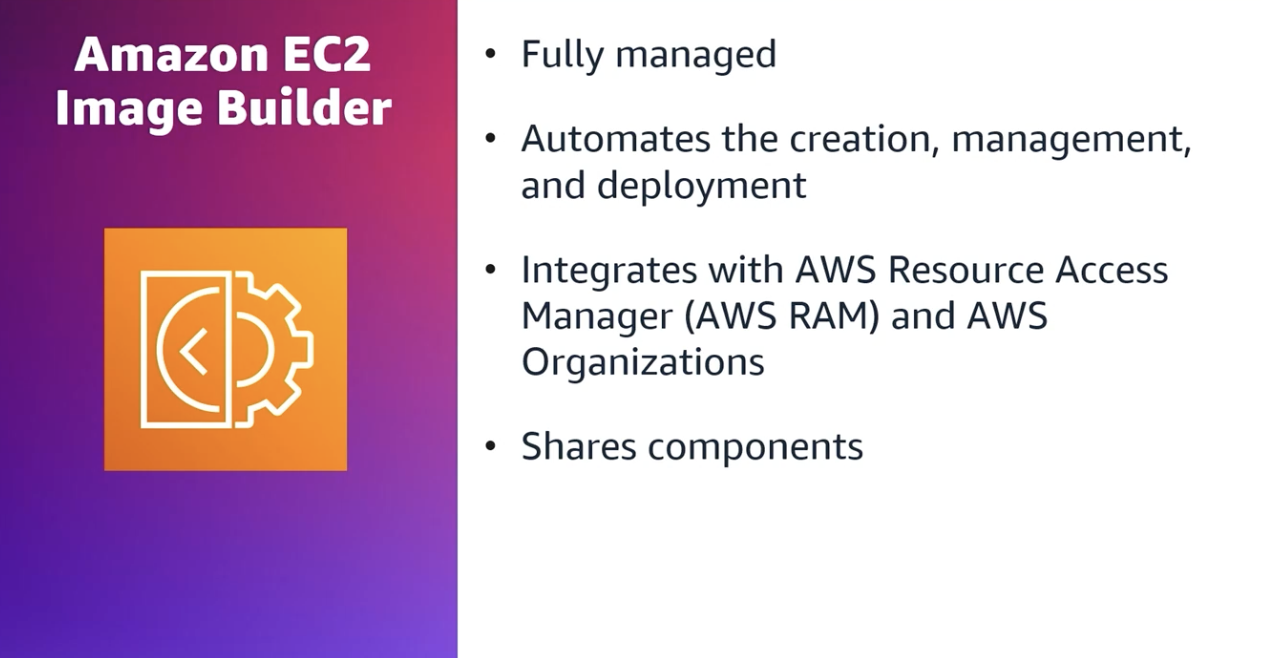 Amazon EC2
Image Builder
• Fully managed
• Automates the creation, management,
and deployment
• Integrates with AWS Resource Access
Manager (AWS RAM) and AWS
Organizations
• Shares components